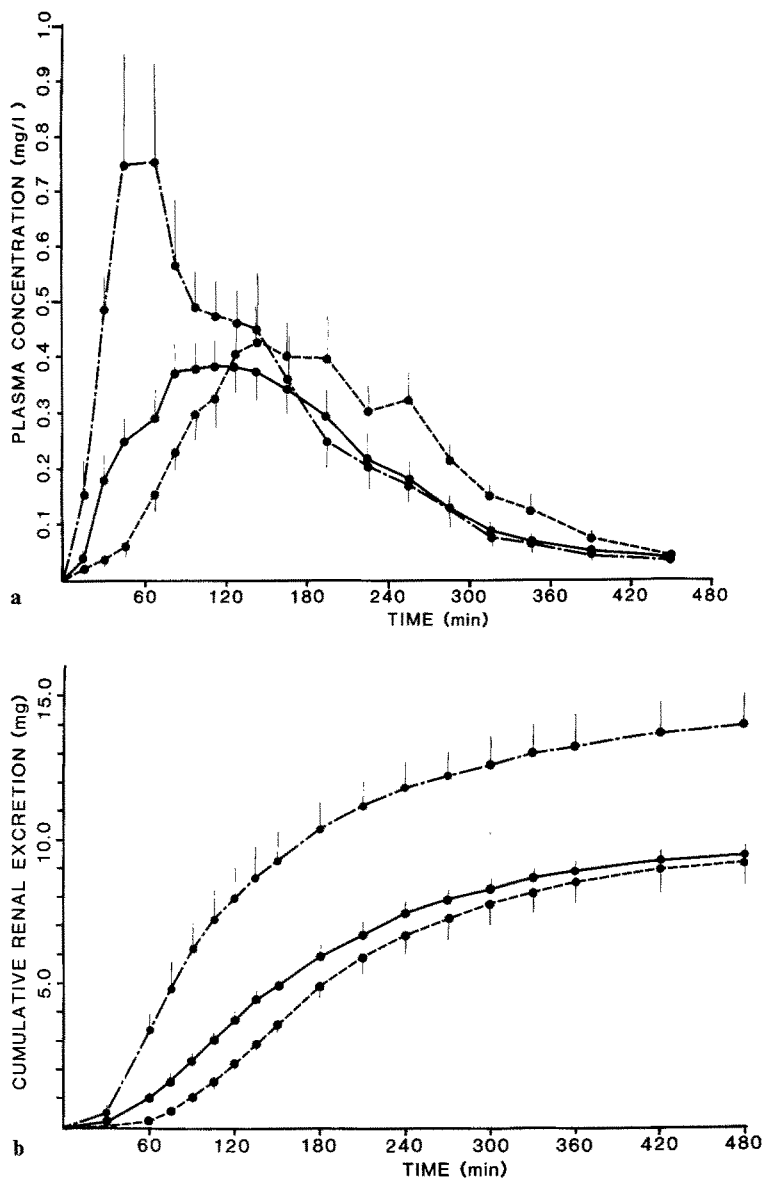 1.0
0.9
0.8
0.7
0.6
0.5
0.4
0.3
0.2
0.1
PLASMA CONCENTRATION (mg/l)
60 120 180 240 300 360 420 480
TIME (min)
a
15.0
10.0
5.0
CUMULATIVE RENAL EXCRETION (mg)
60 120 180 240 300 360 420 480
TIME (min)
b